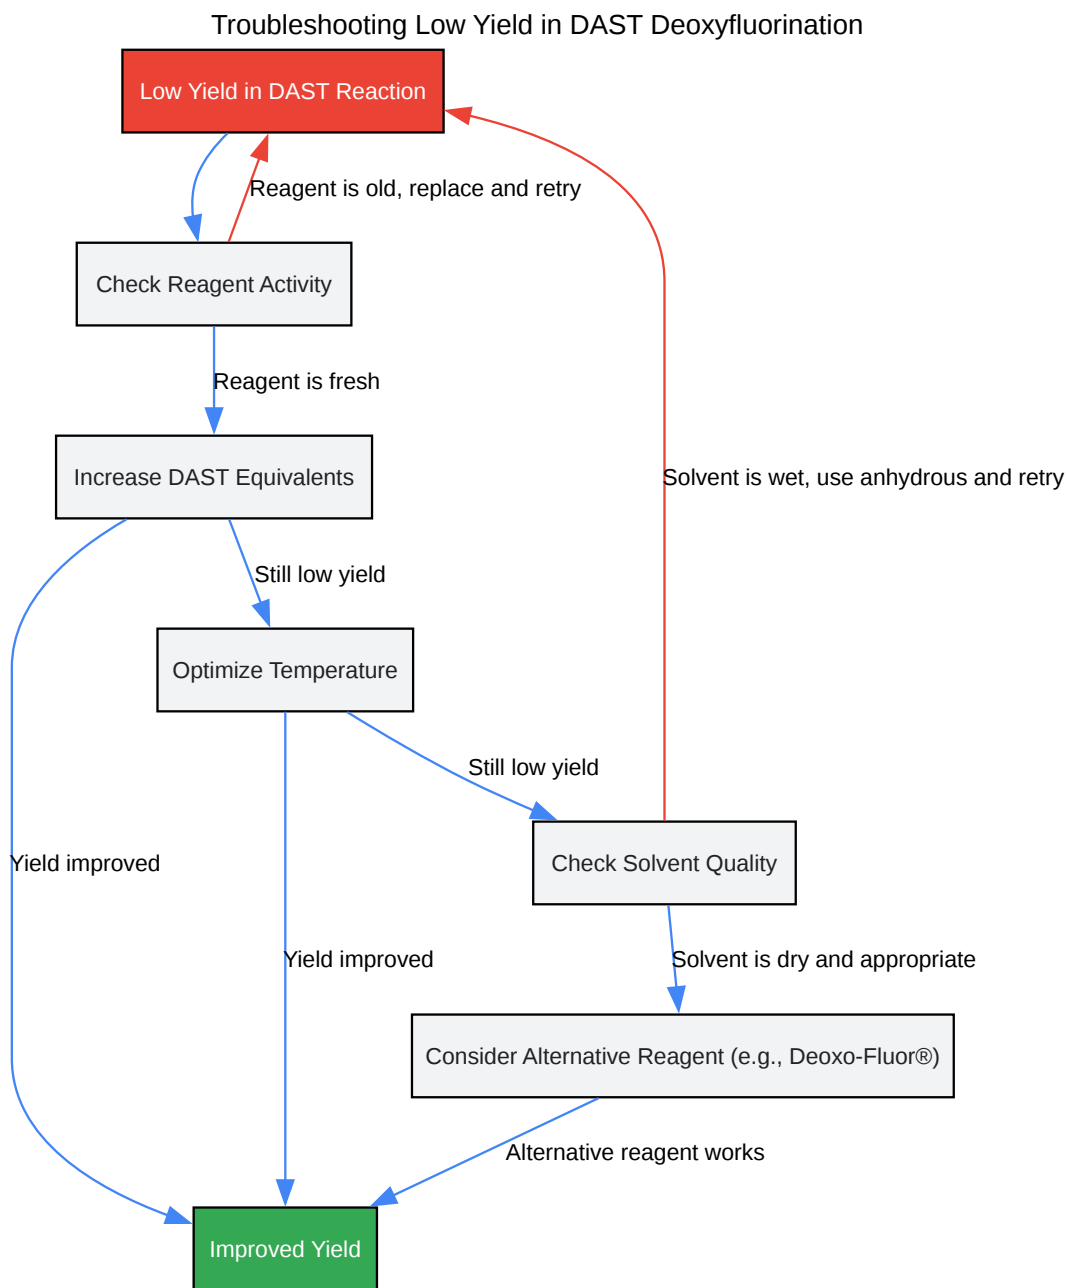 Troubleshooting Low Yield in DAST Deoxyfluorination
Low Yield in DAST Reaction
Reagent is old, replace and retry
Check Reagent Activity
Reagent is fresh
Increase DAST Equivalents
Solvent is wet, use anhydrous and retry
Still low yield
Optimize Temperature
Still low yield
Yield improved
Check Solvent Quality
Yield improved
Solvent is dry and appropriate
Consider Alternative Reagent (e.g., Deoxo-Fluor®)
Alternative reagent works
Improved Yield